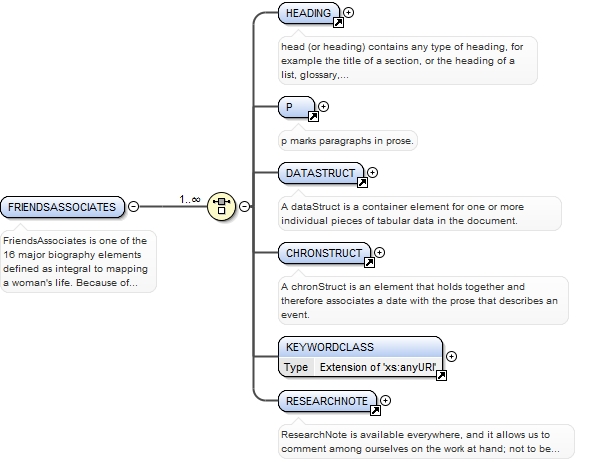 HEADING
head (or heading) contains any type of heading, for
example the title of a section, or the heading of a
list, glossary,...
P
p marks paragraphs in prose.
DATASTRUCT
A dataStruct is a container element for one or more
individual pieces of tabular data in the document.
FRIENDSASSOCIATES
1..∞
FriendsAssociates is one of the
16 major biography elements
defined as integral to mapping
a woman's life. Because of...
CHRONSTRUCT
A chronStruct is an element that holds together and
therefore associates a date with the prose that describes an
event.
KEYWORDCLASS
Type Extension of 'xs:anyURI'
RESEARCHNOTE
ResearchNote is available everywhere, and it allows us to
comment among ourselves on the work at hand; not to be...